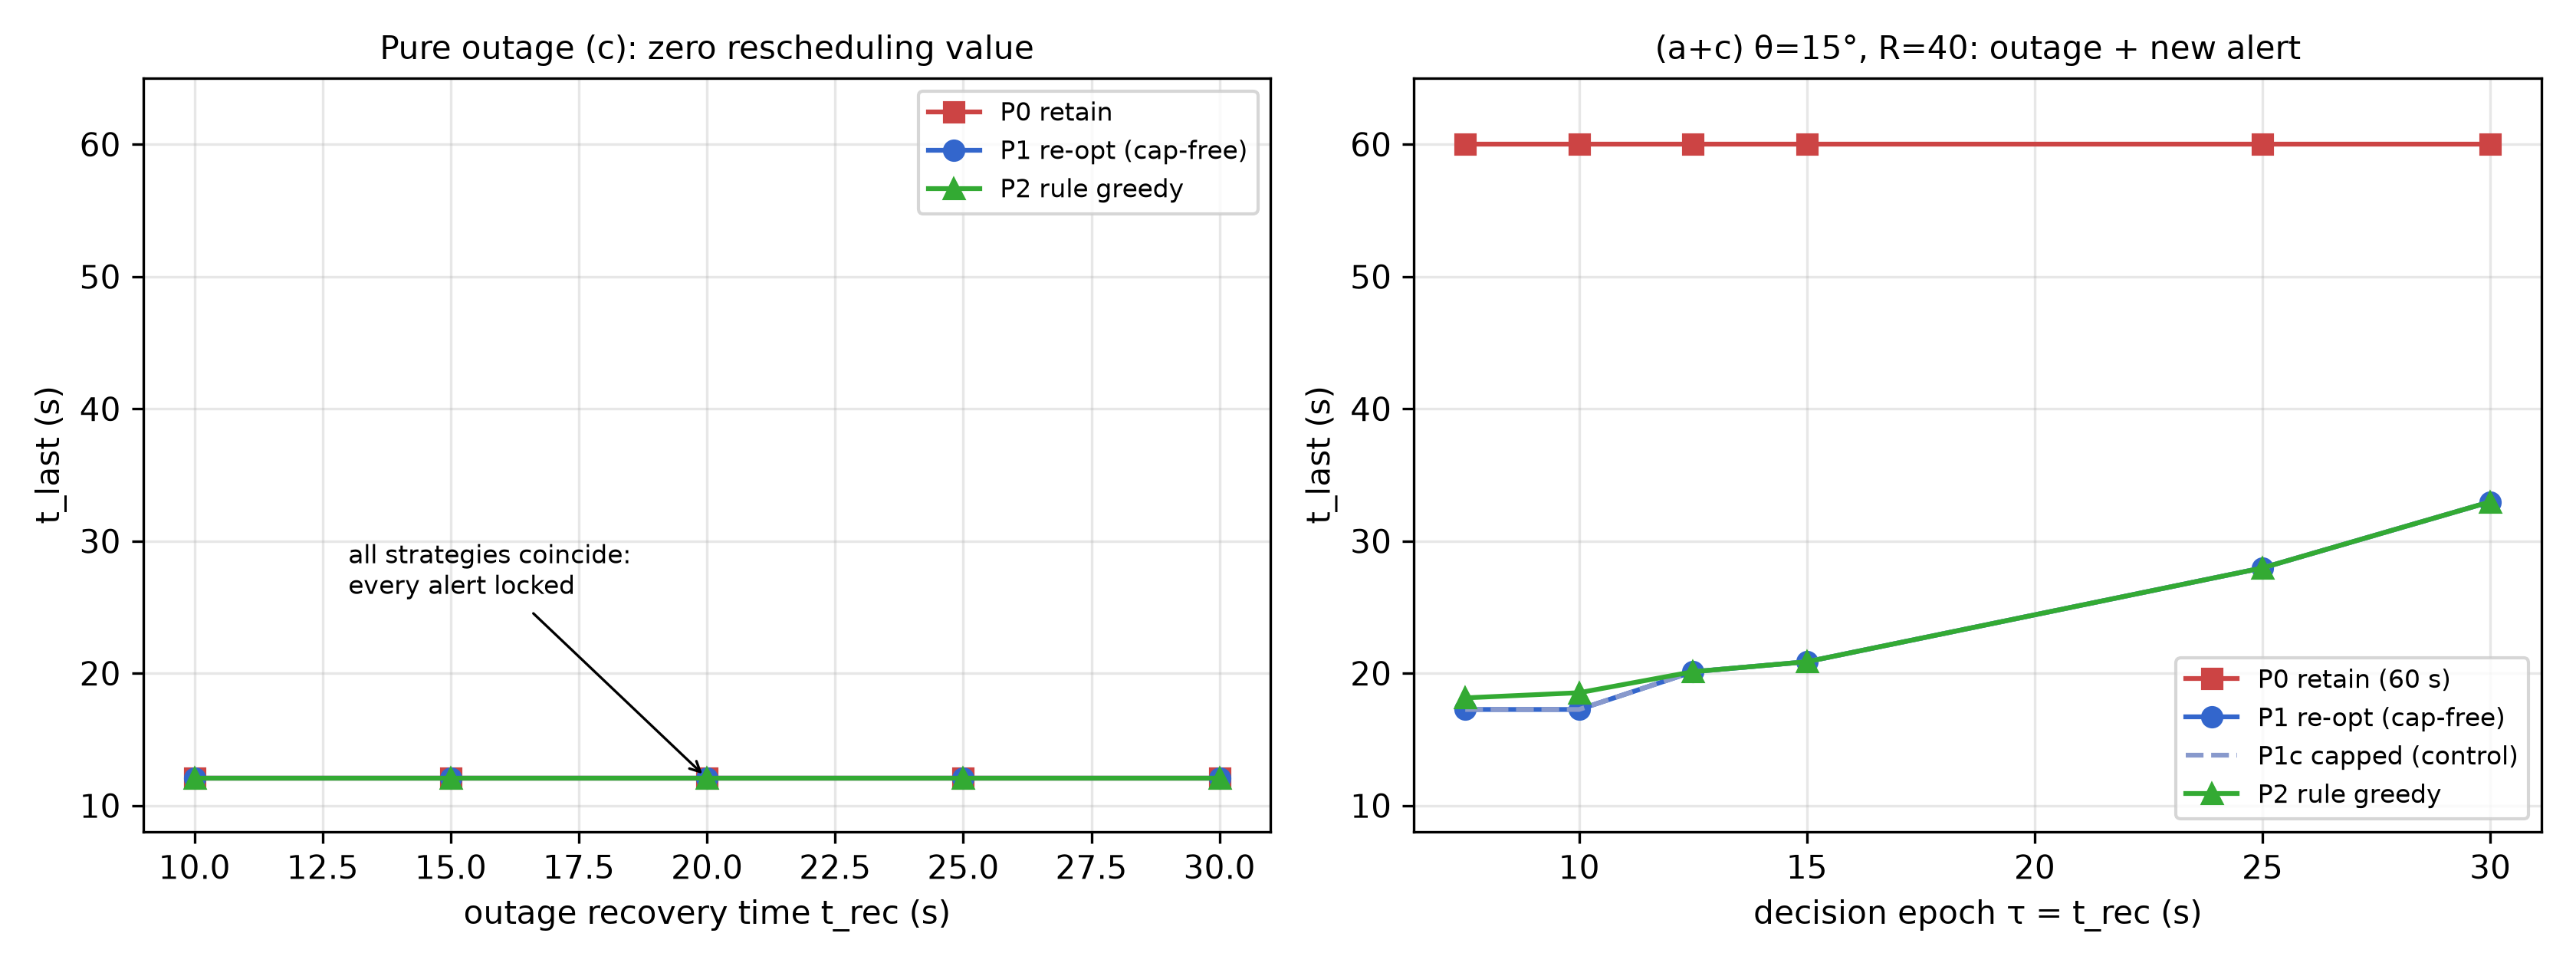 Pure outage (c): zero rescheduling value
P0 retain
P1 re-opt (cap-free)
P2 rule greedy
60
50
40
30
20
10
t_last (s)
all strategies coincide:
every alert locked
10.0 12.5 15.0 17.5 20.0 22.5 25.0 27.5 30.0
outage recovery time t_rec (s)
(a+c) θ=15°, R=40: outage + new alert
60
50
40
30
20
10
t_last (s)
P0 retain (60 s)
P1 re-opt (cap-free)
P1c capped (control)
P2 rule greedy
10 15 20 25 30
decision epoch τ = t_rec (s)